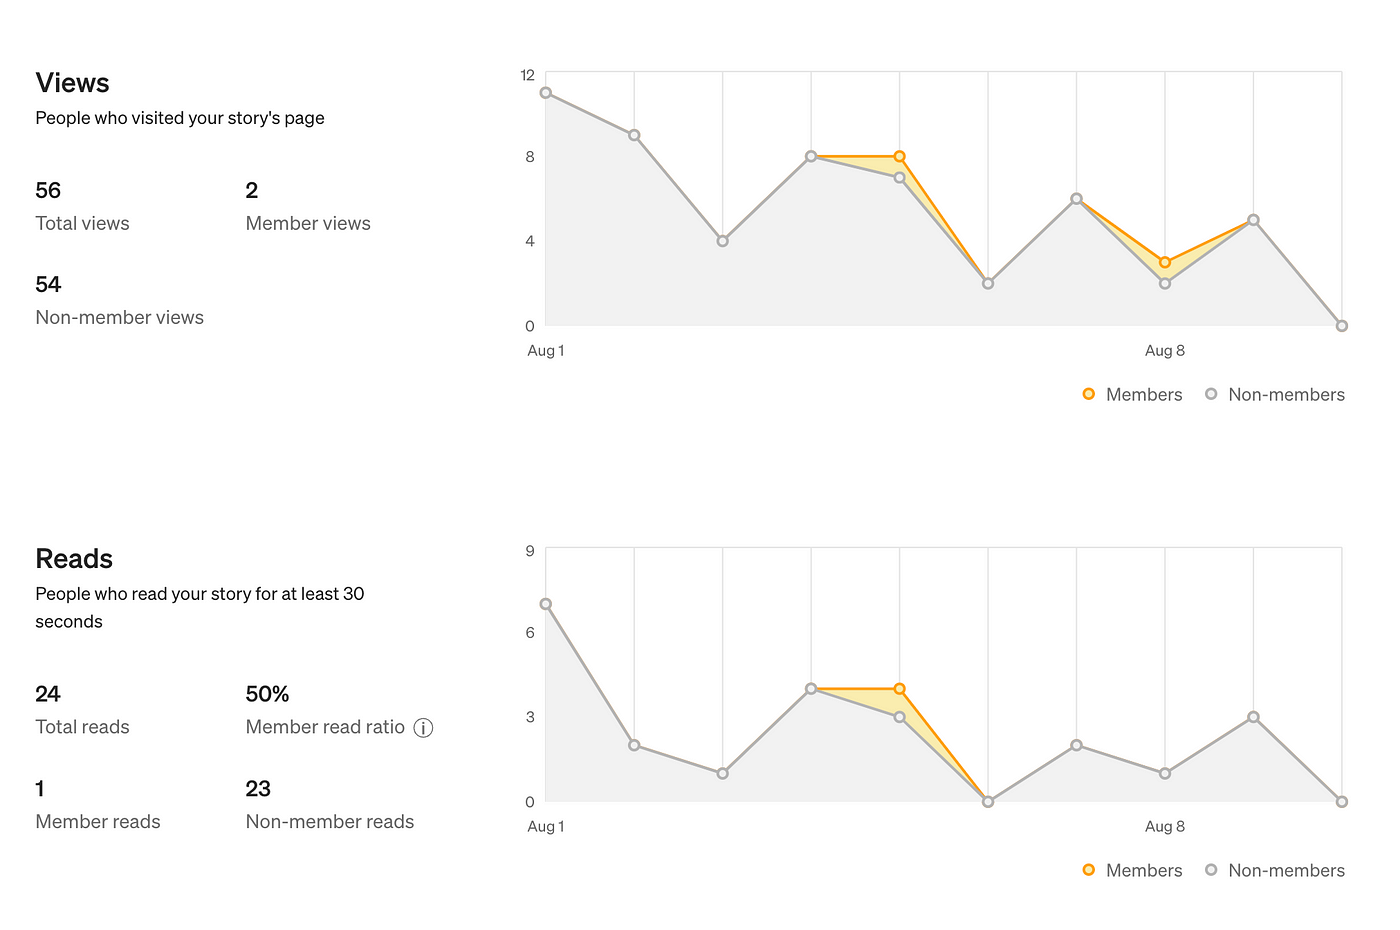 Views
People who visited your story's page
56
Total views
2
Member views
54
Non-member views
12
8
4
0
Aug 1
Aug 8
Members
Non-members
Reads
People who read your story for at least 30
seconds
24
Total reads
50%
Member read ratio
1
Member reads
23
Non-member reads
9
6
3
0
Aug 1
Aug 8
Members
Non-members